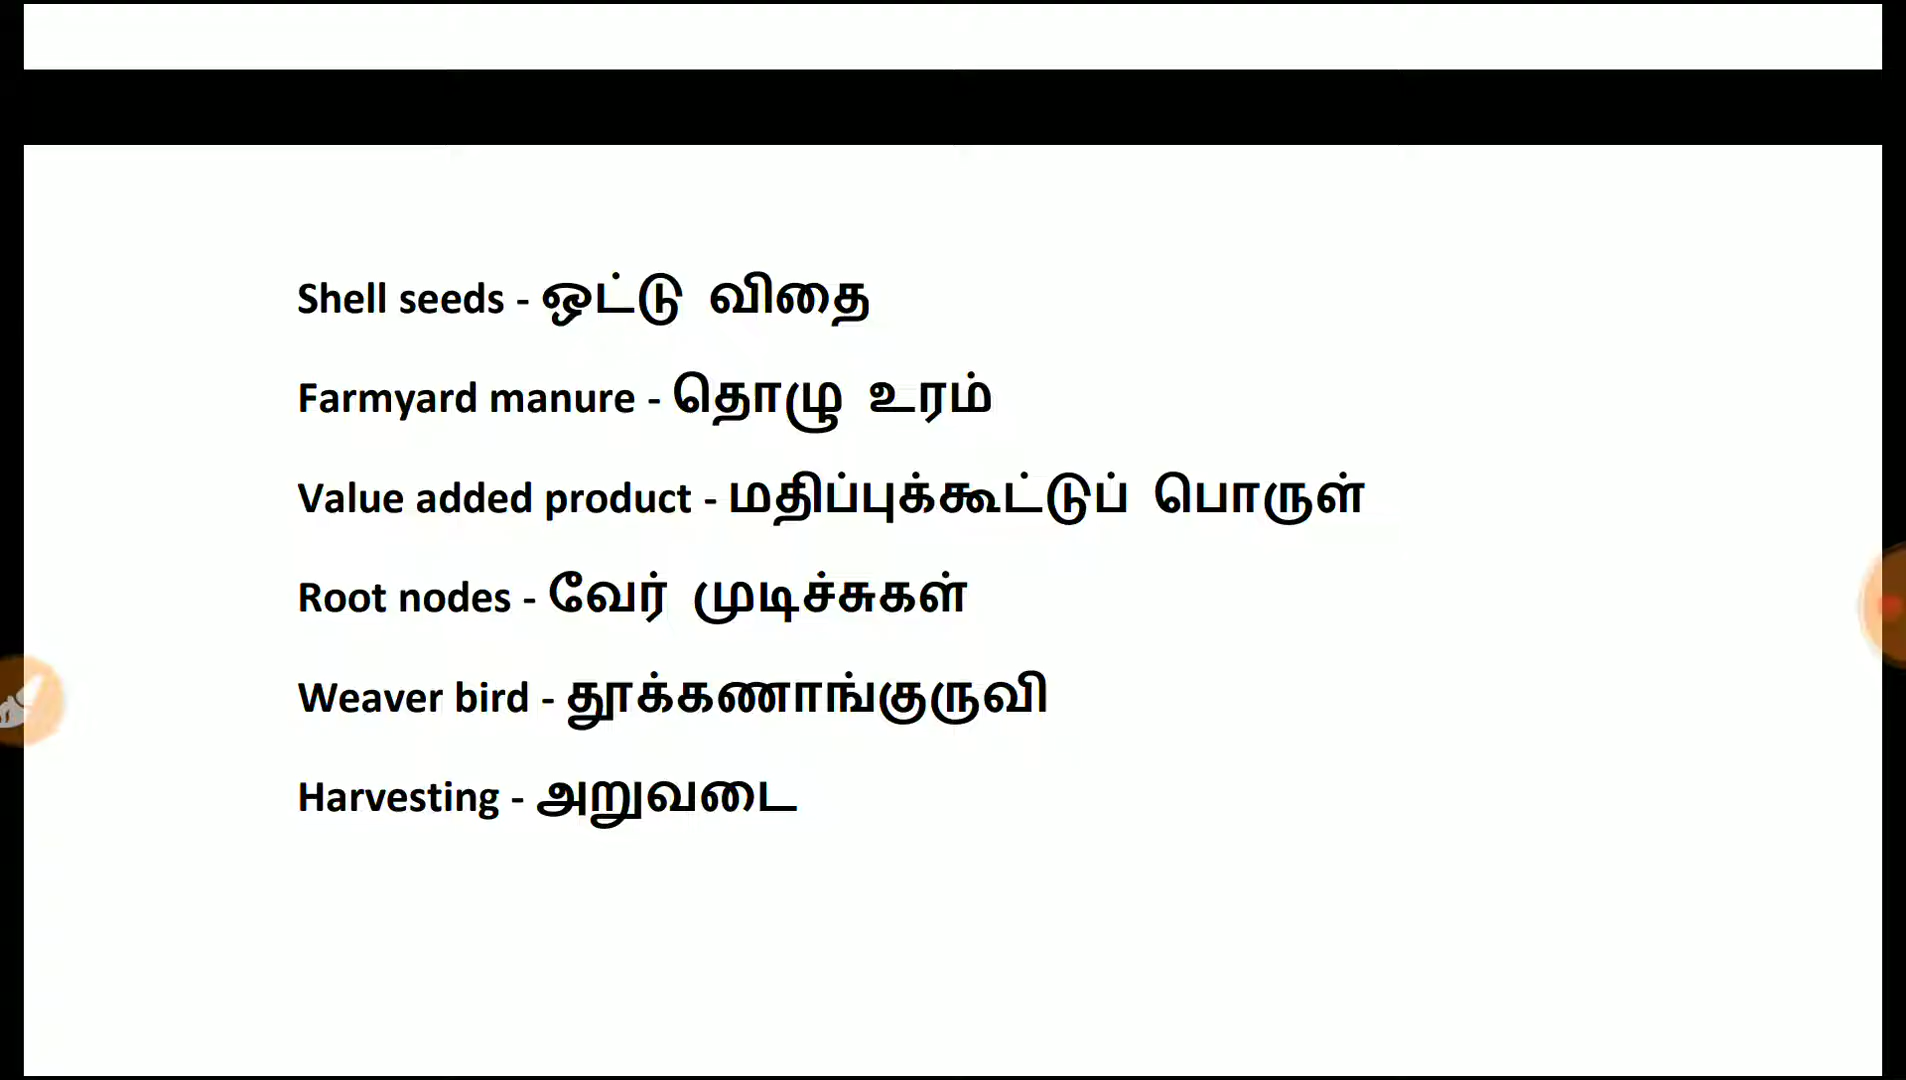 Shell seeds - ஒட்டு விதை
Farmyard manure - தொழு உரம்
Value added product - மதிப்புக்கூட்டுப் பொருள்
Root nodes - வேர் முடிச்சுகள்
Weaver bird - தூக்கணாங்குருவி
Harvesting - அறுவடை